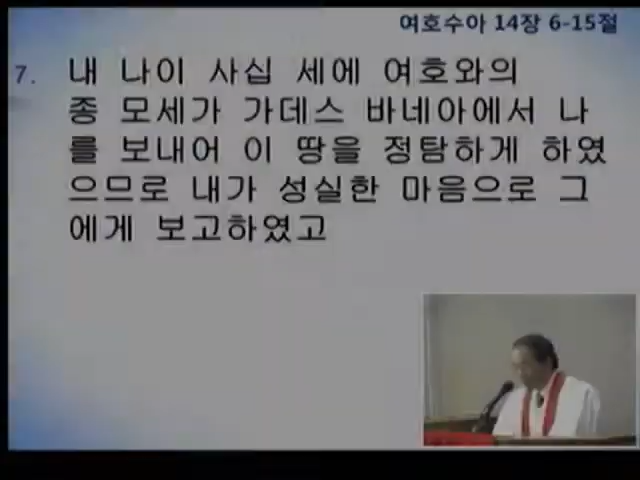 여호수아 14장 6-15절
7. 내 나이 사십 세에 여호와의
종 모세가 가데스 바네아에서 나
를 보내어 이 땅을 정탐하게 하였
으므로 내가 성실한 마음으로 그
에게 보고하였고